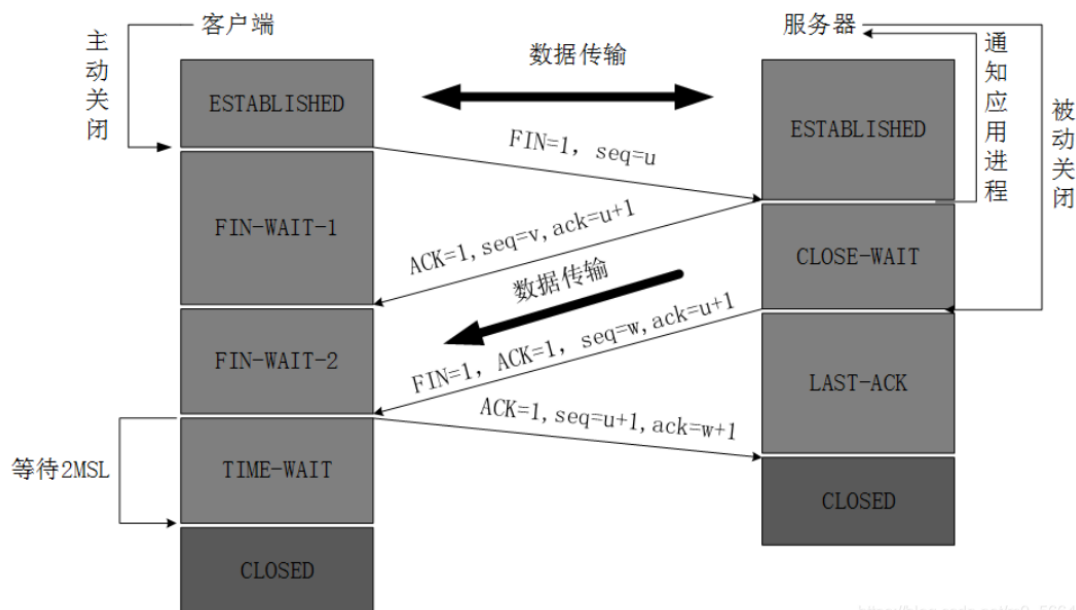 客户端
服务器
主动关闭
数据传输
通知应用进程
被动关闭
ESTABLISHED
ESTABLISHED
FIN=1, seq=u
FIN-WAIT-1
ACK=1,seq=v,ack=u+1
CLOSE-WAIT
数据传输
FIN-WAIT-2
FIN=1, ACK=1, seq=w,ack=u+1
LAST-ACK
ACK=1,seq=u+1,ack=w+1
等待2MSL
TIME-WAIT
CLOSED
CLOSED